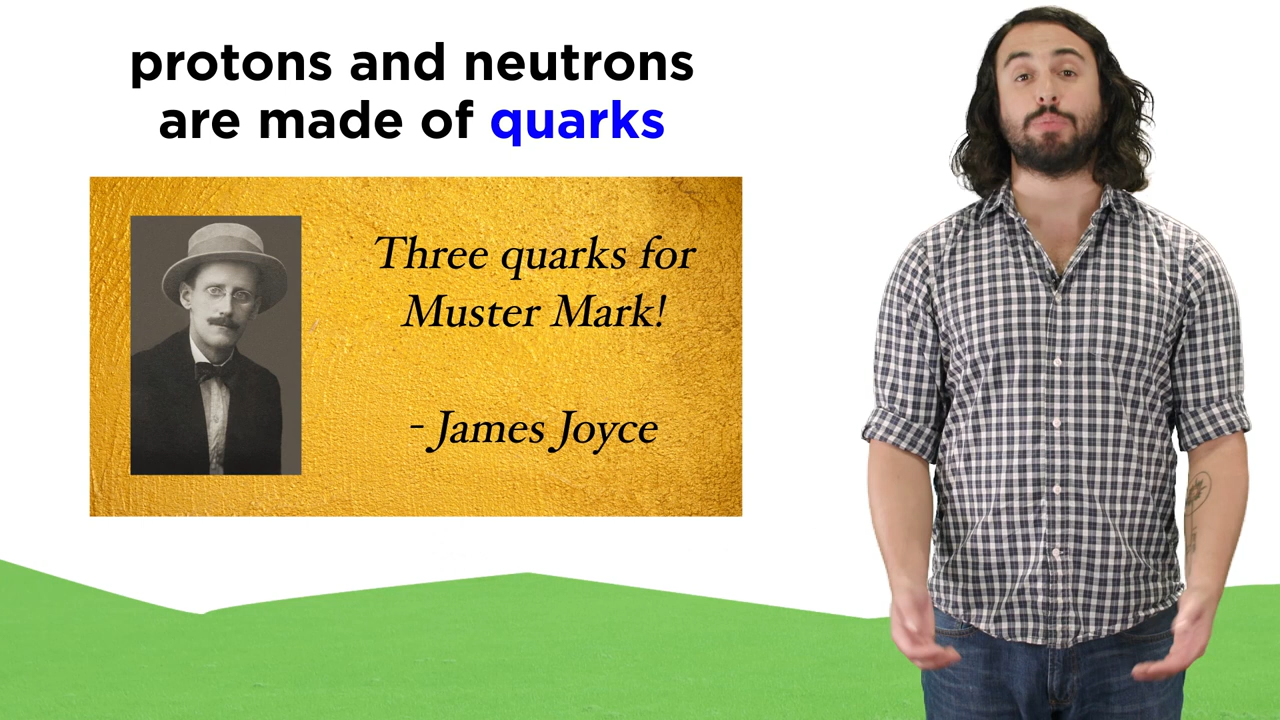 protons and neutrons
are made of quarks
Three quarks for
Muster Mark!
- James Joyce